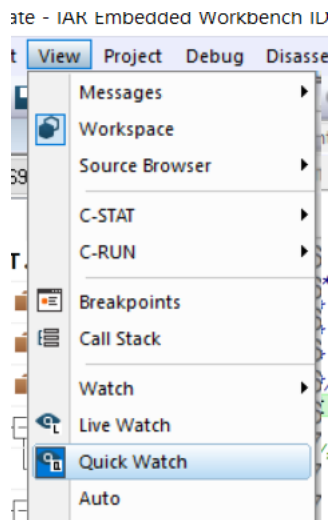 ate - IAR Embedded Workbench ID
t View Project Debug Disasse
Messages
Workspace
Source Browser
69
C-STAT
C-RUN
T.
Breakpoints
Call Stack
Watch
Live Watch
Quick Watch
Auto